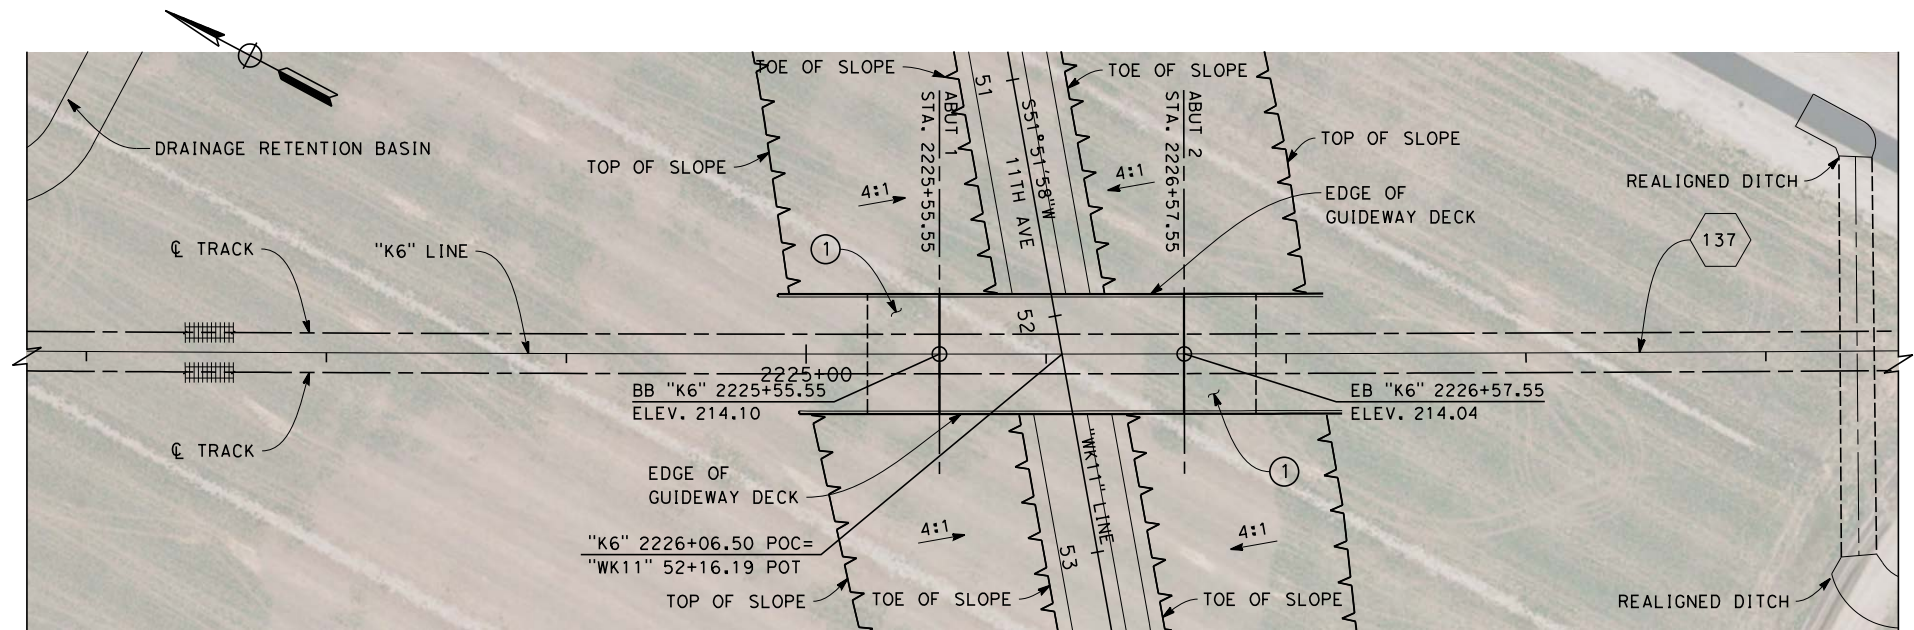 TOE OF SLOPE
TOE OF SLOPE
51
ABUT 1
STA. 2225+55.55
S51°51'58"W
11TH AVE
ABUT 2
STA. 2226+57.55
DRAINAGE RETENTION BASIN
TOP OF SLOPE
TOP OF SLOPE
4:1
4:1
REALIGNED DITCH
EDGE OF
GUIDEWAY DECK
℄ TRACK
"K6" LINE
1
137
52
2225+00
BB "K6" 2225+55.55
ELEV. 214.10
EB "K6" 2226+57.55
ELEV. 214.04
℄ TRACK
EDGE OF
GUIDEWAY DECK
1
"WK11" LINE
4:1
4:1
"K6" 2226+06.50 POC=
"WK11" 52+16.19 POT
53
TOP OF SLOPE
TOE OF SLOPE
TOE OF SLOPE
REALIGNED DITCH